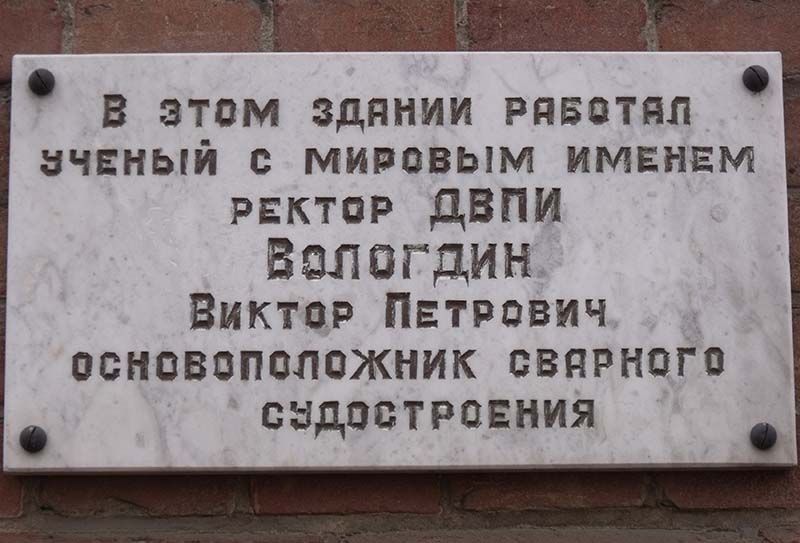 В этом здании работал
ученый с мировым именем
ректор ДВПИ
Вологдин
Виктор Петрович
основоположник сварного
судостроения